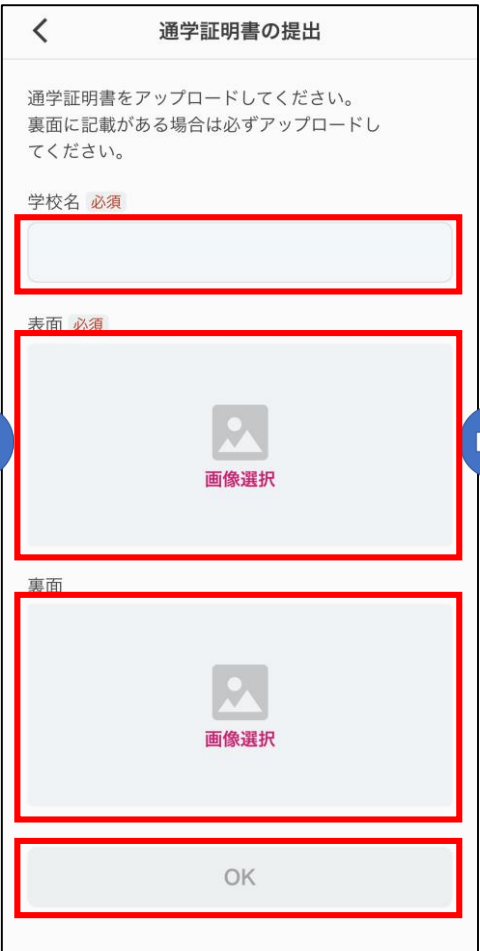 通学証明書の提出
通学証明書をアップロードしてください。
裏面に記載がある場合は必ずアップロードし
てください。
学校名 必須
表面 必須
画像選択
裏面
画像選択
OK